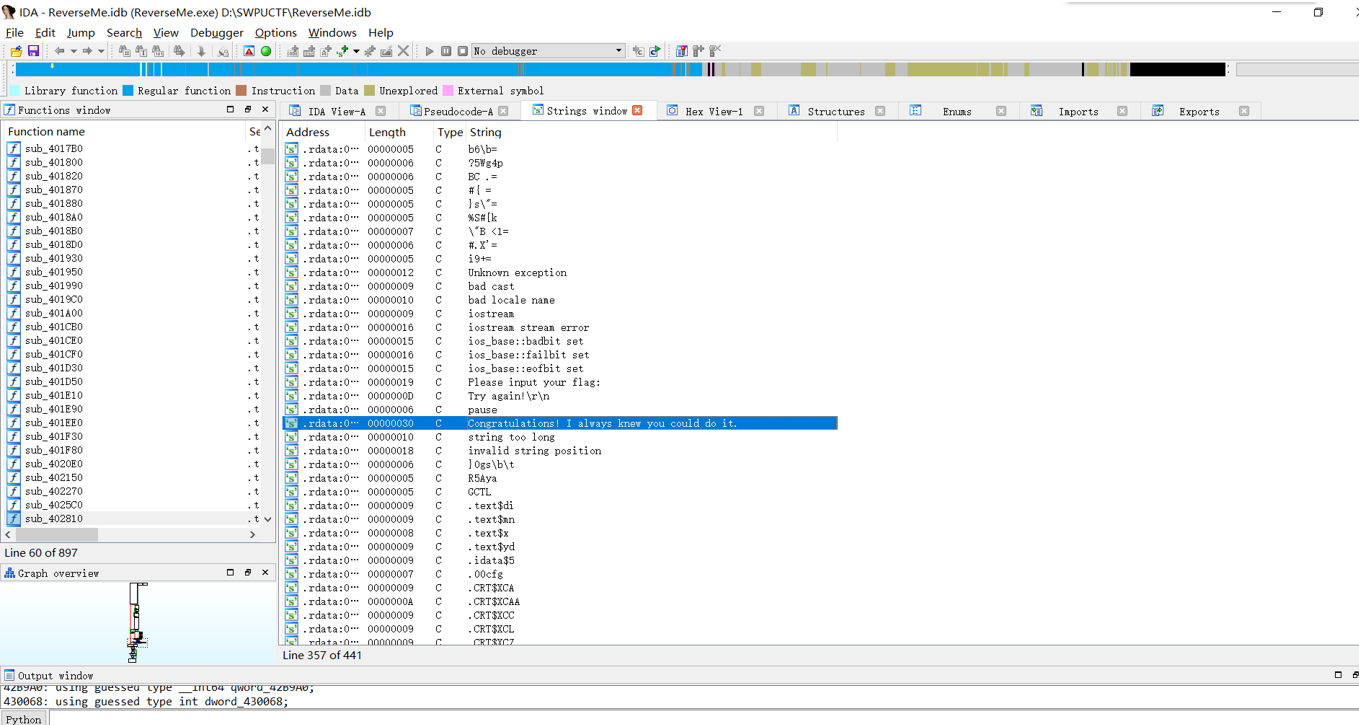 IDA - ReverseMe.idb (ReverseMe.exe) D:\SWPUCTF\ReverseMe.idb
File Edit Jump Search View Debugger Options Windows Help
No debugger
Library function Regular function Instruction Data Unexplored External symbol
Functions window
IDA View-A Pseudocode-A Strings window Hex View-1 Structures Enums Imports Exports
Function name Se
Address Length Type String
sub_4017B0 .t
sub_401800 .t
sub_401820 .t
sub_401870 .t
sub_401880 .t
sub_4018A0 .t
sub_4018B0 .t
sub_4018D0 .t
sub_401930 .t
sub_401950 .t
sub_401990 .t
sub_4019C0 .t
sub_401A00 .t
sub_401CB0 .t
sub_401CE0 .t
sub_401CF0 .t
sub_401D30 .t
sub_401D50 .t
sub_401E10 .t
sub_401E90 .t
sub_401EE0 .t
sub_401F30 .t
sub_401F80 .t
sub_4020E0 .t
sub_402150 .t
sub_402270 .t
sub_4025C0 .t
sub_402810 .t
Line 60 of 897
Graph overview
.rdata:0… 00000005 C b6\b=
.rdata:0… 00000006 C ?5Wg4p
.rdata:0… 00000006 C BC .=
.rdata:0… 00000005 C #{ =
.rdata:0… 00000005 C }s\"=
.rdata:0… 00000005 C %S#[k
.rdata:0… 00000007 C \"B <1=
.rdata:0… 00000006 C #.X'=
.rdata:0… 00000005 C i9+=
.rdata:0… 00000012 C Unknown exception
.rdata:0… 00000009 C bad cast
.rdata:0… 00000010 C bad locale name
.rdata:0… 00000009 C iostream
.rdata:0… 00000016 C iostream stream error
.rdata:0… 00000015 C ios_base::badbit set
.rdata:0… 00000016 C ios_base::failbit set
.rdata:0… 00000015 C ios_base::eofbit set
.rdata:0… 00000019 C Please input your flag:
.rdata:0… 0000000D C Try again!\r\n
.rdata:0… 00000006 C pause
.rdata:0… 00000030 C Congratulations! I always knew you could do it.
.rdata:0… 00000010 C string too long
.rdata:0… 00000018 C invalid string position
.rdata:0… 00000006 C }0gs\b\t
.rdata:0… 00000005 C R5Aya
.rdata:0… 00000005 C GCTL
.rdata:0… 00000009 C .text$di
.rdata:0… 00000009 C .text$mn
.rdata:0… 00000008 C .text$x
.rdata:0… 00000009 C .text$yd
.rdata:0… 00000009 C .idata$5
.rdata:0… 00000007 C .00cfg
.rdata:0… 00000009 C .CRT$XCA
.rdata:0… 0000000A C .CRT$XCAA
.rdata:0… 00000009 C .CRT$XCC
.rdata:0… 00000009 C .CRT$XCL
.rdata:0… 00000009 C .CRT$XCZ
Line 357 of 441
Output window
42B9A0: using guessed type __int64 qword_42B9A0;
430068: using guessed type int dword_430068;
Python